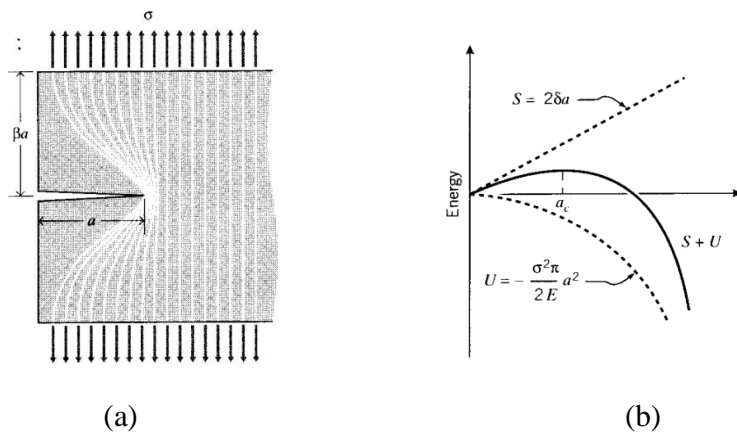 σ
:
βa
a
(a)
Energy
S = 2δa
a_c
S + U
U = - σ²π / 2E a²
(b)